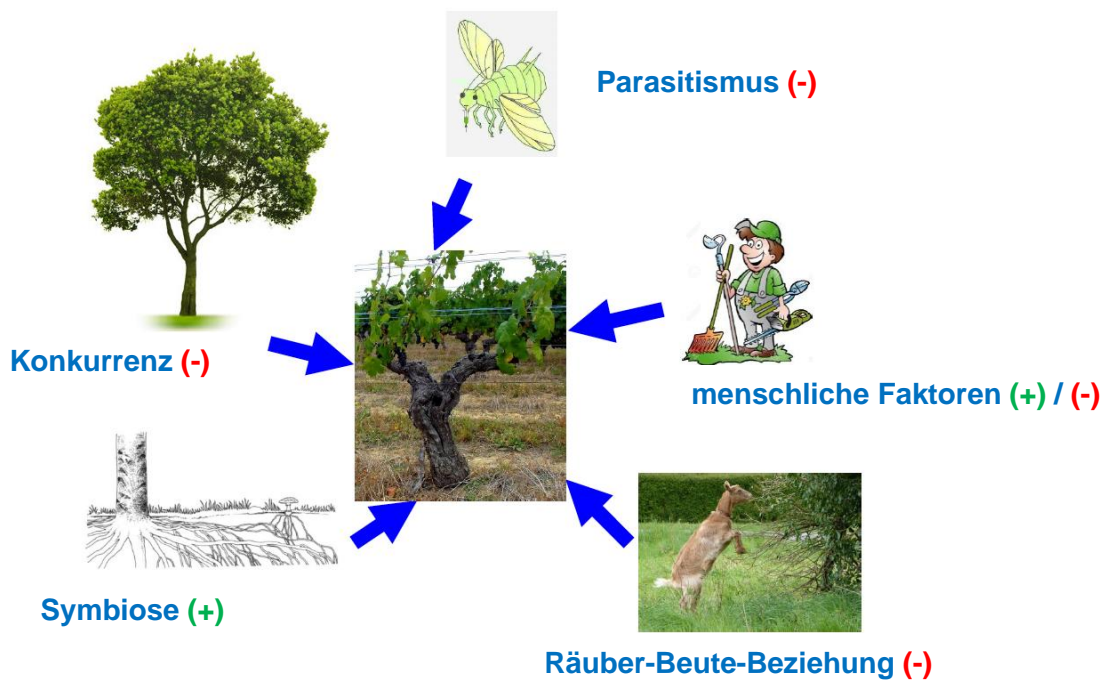 Parasitismus (-)
Konkurrenz (-)
menschliche Faktoren (+) / (-)
Symbiose (+)
Räuber-Beute-Beziehung (-)